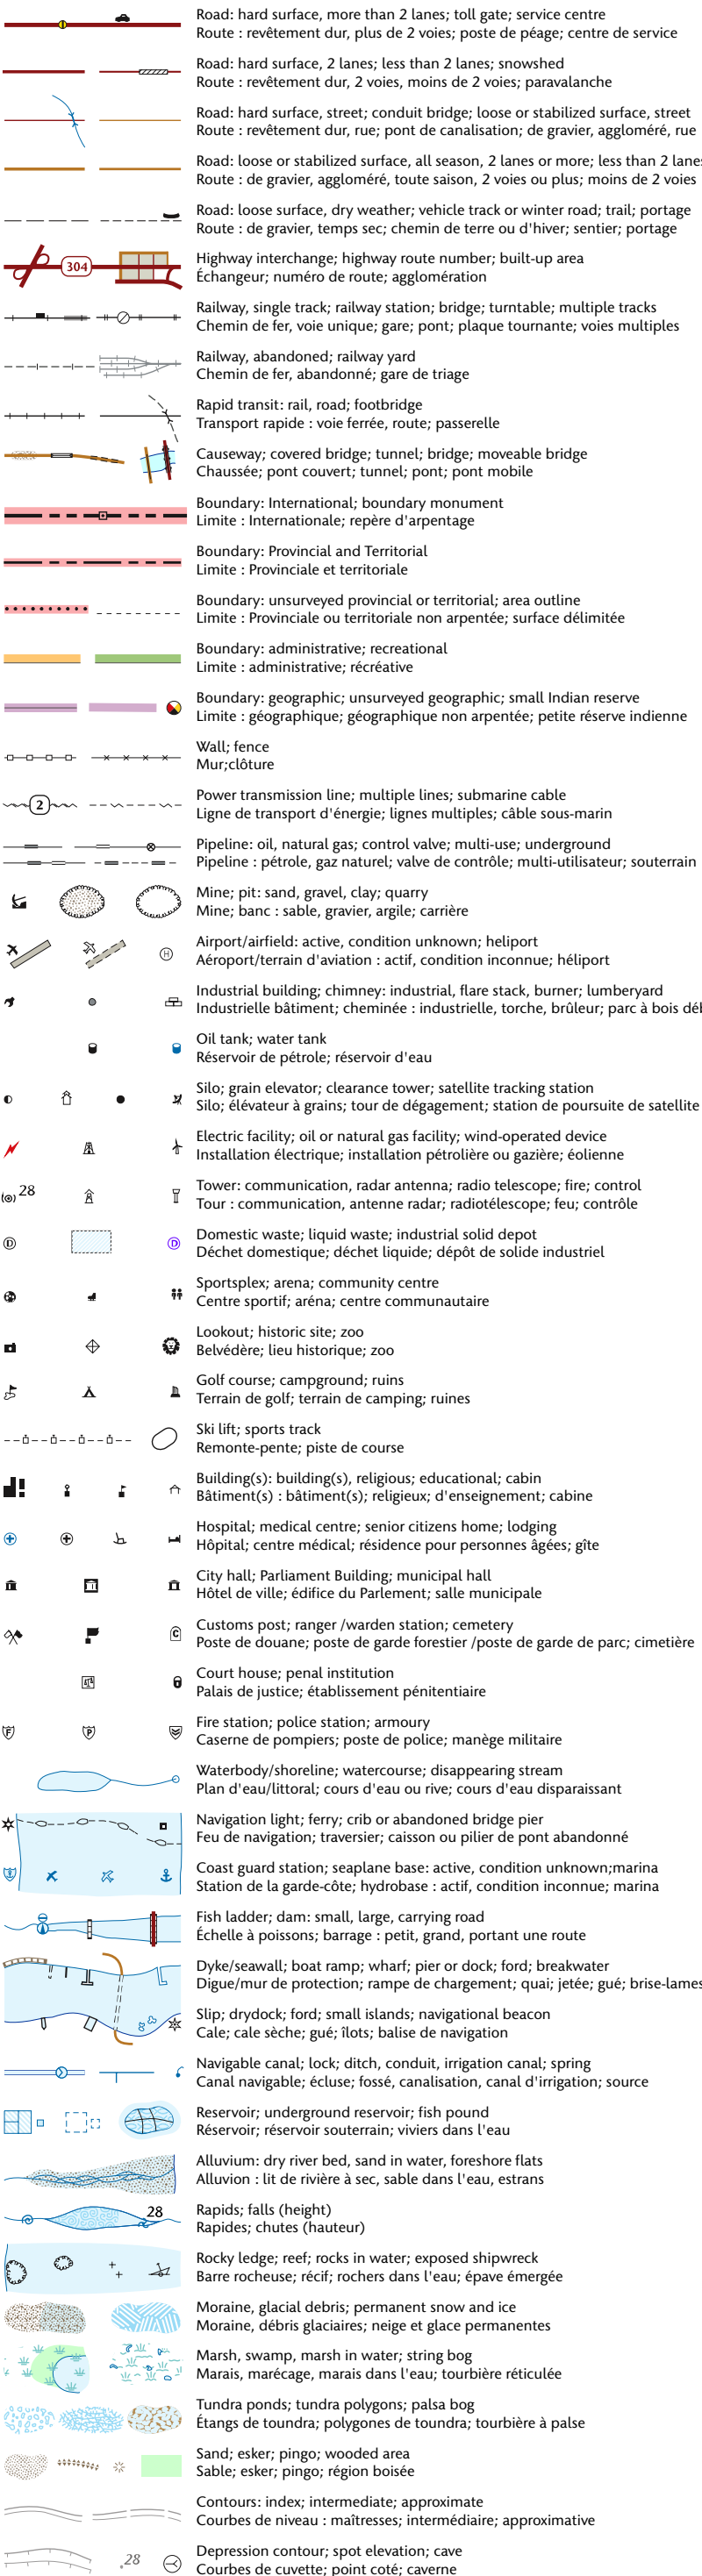 Road: hard surface, more than 2 lanes; toll gate; service centre
Route : revêtement dur, plus de 2 voies; poste de péage; centre de service
Road: hard surface, 2 lanes; less than 2 lanes; snowshed
Route : revêtement dur, 2 voies, moins de 2 voies; paravalanche
Road: hard surface, street; conduit bridge; loose or stabilized surface, street
Route : revêtement dur, rue; pont de canalisation; de gravier, aggloméré, rue
Road: loose or stabilized surface, all season, 2 lanes or more; less than 2 lanes
Route : de gravier, aggloméré, toute saison, 2 voies ou plus; moins de 2 voies
Road: loose surface, dry weather; vehicle track or winter road; trail; portage
Route : de gravier, temps sec; chemin de terre ou d'hiver; sentier; portage
304
Highway interchange; highway route number; built-up area
Échangeur; numéro de route; agglomération
Railway, single track; railway station; bridge; turntable; multiple tracks
Chemin de fer, voie unique; gare; pont; plaque tournante; voies multiples
Railway, abandoned; railway yard
Chemin de fer, abandonné; gare de triage
Rapid transit: rail, road; footbridge
Transport rapide : voie ferrée, route; passerelle
Causeway; covered bridge; tunnel; bridge; moveable bridge
Chaussée; pont couvert; tunnel; pont; pont mobile
Boundary: International; boundary monument
Limite : Internationale; repère d'arpentage
Boundary: Provincial and Territorial
Limite : Provinciale et territoriale
Boundary: unsurveyed provincial or territorial; area outline
Limite : Provinciale ou territoriale non arpentée; surface délimitée
Boundary: administrative; recreational
Limite : administrative; récréative
Boundary: geographic; unsurveyed geographic; small Indian reserve
Limite : géographique; géographique non arpentée; petite réserve indienne
Wall; fence
Mur;clôture
2
Power transmission line; multiple lines; submarine cable
Ligne de transport d'énergie; lignes multiples; câble sous-marin
Pipeline: oil, natural gas; control valve; multi-use; underground
Pipeline : pétrole, gaz naturel; valve de contrôle; multi-utilisateur; souterrain
Mine; pit: sand, gravel, clay; quarry
Mine; banc : sable, gravier, argile; carrière
H
Airport/airfield: active, condition unknown; heliport
Aéroport/terrain d'aviation : actif, condition inconnue; héliport
Industrial building; chimney: industrial, flare stack, burner; lumberyard
Industrielle bâtiment; cheminée : industrielle, torche, brûleur; parc à bois dé
Oil tank; water tank
Réservoir de pétrole; réservoir d'eau
Silo; grain elevator; clearance tower; satellite tracking station
Silo; élévateur à grains; tour de dégagement; station de poursuite de satellite
Electric facility; oil or natural gas facility; wind-operated device
Installation électrique; installation pétrolière ou gazière; éolienne
28
Tower: communication, radar antenna; radio telescope; fire; control
Tour : communication, antenne radar; radiotélescope; feu; contrôle
D D
Domestic waste; liquid waste; industrial solid depot
Déchet domestique; déchet liquide; dépôt de solide industriel
Sportsplex; arena; community centre
Centre sportif; aréna; centre communautaire
Lookout; historic site; zoo
Belvédère; lieu historique; zoo
Golf course; campground; ruins
Terrain de golf; terrain de camping; ruines
Ski lift; sports track
Remonte-pente; piste de course
Building(s): building(s), religious; educational; cabin
Bâtiment(s) : bâtiment(s); religieux; d'enseignement; cabine
Hospital; medical centre; senior citizens home; lodging
Hôpital; centre médical; résidence pour personnes âgées; gîte
City hall; Parliament Building; municipal hall
Hôtel de ville; édifice du Parlement; salle municipale
C
Customs post; ranger /warden station; cemetery
Poste de douane; poste de garde forestier /poste de garde de parc; cimetière
Court house; penal institution
Palais de justice; établissement pénitentiaire
F P
Fire station; police station; armoury
Caserne de pompiers; poste de police; manège militaire
Waterbody/shoreline; watercourse; disappearing stream
Plan d'eau/littoral; cours d'eau ou rive; cours d'eau disparaissant
Navigation light; ferry; crib or abandoned bridge pier
Feu de navigation; traversier; caisson ou pilier de pont abandonné
Coast guard station; seaplane base: active, condition unknown;marina
Station de la garde-côte; hydrobase : actif, condition inconnue; marina
Fish ladder; dam: small, large, carrying road
Échelle à poissons; barrage : petit, grand, portant une route
Dyke/seawall; boat ramp; wharf; pier or dock; ford; breakwater
Digue/mur de protection; rampe de chargement; quai; jetée; gué; brise-lames
Slip; drydock; ford; small islands; navigational beacon
Cale; cale sèche; gué; îlots; balise de navigation
Navigable canal; lock; ditch, conduit, irrigation canal; spring
Canal navigable; écluse; fossé, canalisation, canal d'irrigation; source
Reservoir; underground reservoir; fish pound
Réservoir; réservoir souterrain; viviers dans l'eau
Alluvium: dry river bed, sand in water, foreshore flats
Alluvion : lit de rivière à sec, sable dans l'eau, estrans
28
Rapids; falls (height)
Rapides; chutes (hauteur)
Rocky ledge; reef; rocks in water; exposed shipwreck
Barre rocheuse; récif; rochers dans l'eau; épave émergée
Moraine, glacial debris; permanent snow and ice
Moraine, débris glaciaires; neige et glace permanentes
Marsh, swamp, marsh in water; string bog
Marais, marécage, marais dans l'eau; tourbière réticulée
Tundra ponds; tundra polygons; palsa bog
Étangs de toundra; polygones de toundra; tourbière à palse
Sand; esker; pingo; wooded area
Sable; esker; pingo; région boisée
Contours: index; intermediate; approximate
Courbes de niveau : maîtresses; intermédiaire; approximative
.28
Depression contour; spot elevation; cave
Courbes de cuvette; point coté; caverne